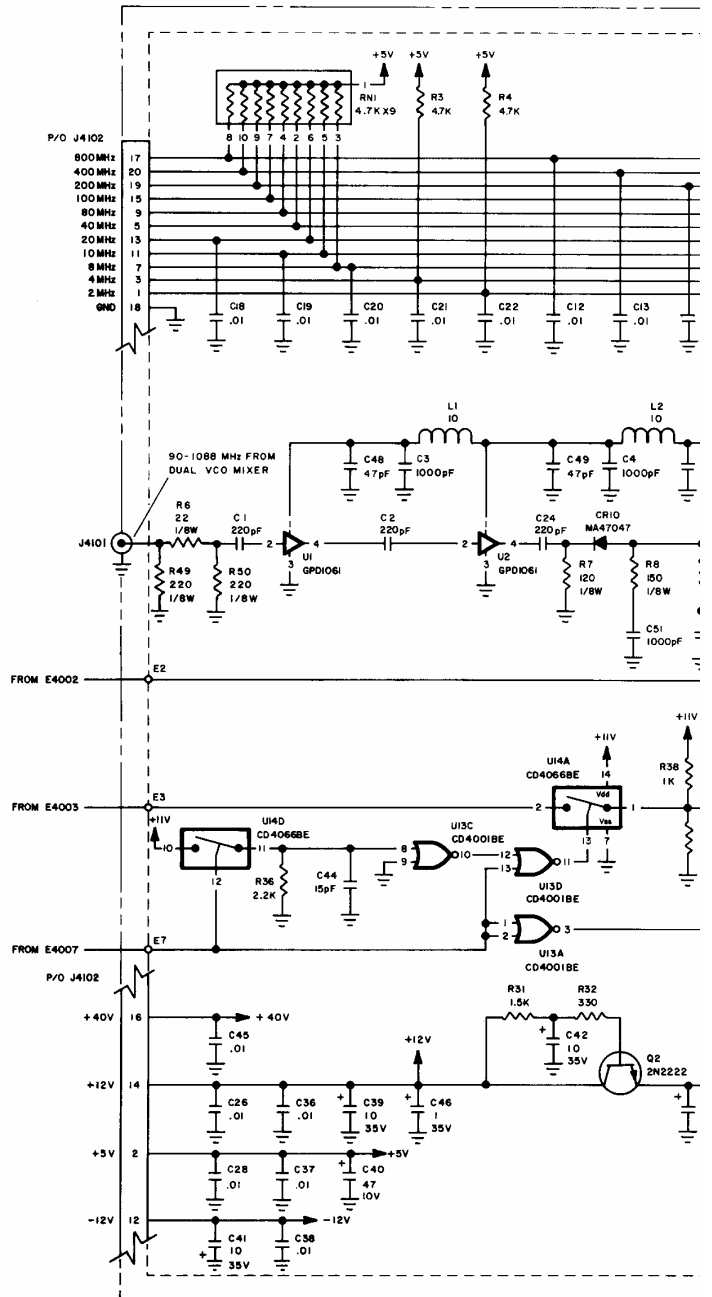 +5V +5V +5V
1
RN1
4.7K X9
R3
4.7K
R4
4.7K
P/O J4102
8 10 9 7 4 2 6 5 3
800MHz 17
400MHz 20
200MHz 19
100MHz 15
80MHz 9
40MHz 5
20MHz 13
10MHz 11
8MHz 7
4MHz 3
2MHz 1
GND 18
C18
.01
C19
.01
C20
.01
C21
.01
C22
.01
C12
.01
C13
.01
L1
10
L2
10
90-1088 MHz FROM
DUAL VCO MIXER
C48
47pF
C3
1000pF
C49
47pF
C4
1000pF
R6
22
1/8W
C1
220pF
C2
220pF
C24
220pF
CR10
MA47047
J4101
2 4
U1
GPD1061
3
2 4
U2
GPD1061
3
R49
220
1/8W
R50
220
1/8W
R7
120
1/8W
R8
150
1/8W
C51
1000pF
E2
FROM E4002
+11V
+11V
U14A
CD4066BE
14
R38
1K
Vdd
E3
FROM E4003
2 1
Vss
13 7
+11V
U14D
CD4066BE
10 11
12
U13C
CD4001BE
8
9
10
12
13
11
U13D
CD4001BE
R36
2.2K
C44
15pF
1
2
3
U13A
CD4001BE
E7
FROM E4007
P/O J4102
R31
1.5K
R32
330
+40V 16 +40V
C45
.01
+12V
+ C42
10
35V
Q2
2N2222
+12V 14
C26
.01
C36
.01
+ C39
10
35V
+ C46
1
35V
+
+5V 2 +5V
C28
.01
C37
.01
+ C40
47
10V
-12V 12 -12V
C41
10
+ 35V
C38
.01